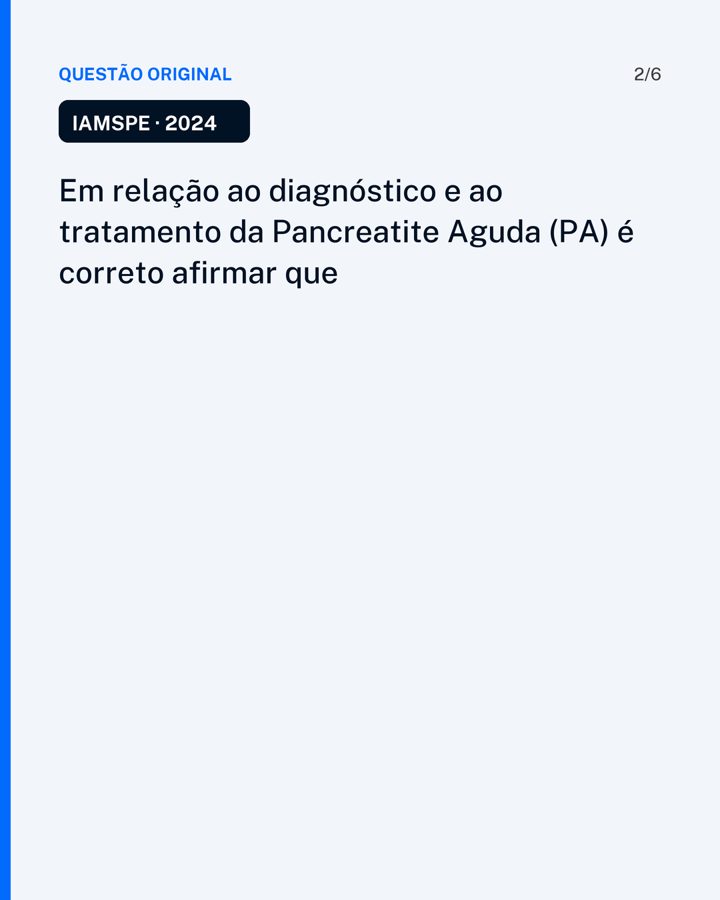 QUESTÃO ORIGINAL
2/6
IAMSPE · 2024
Em relação ao diagnóstico e ao
tratamento da Pancreatite Aguda (PA) é
correto afirmar que